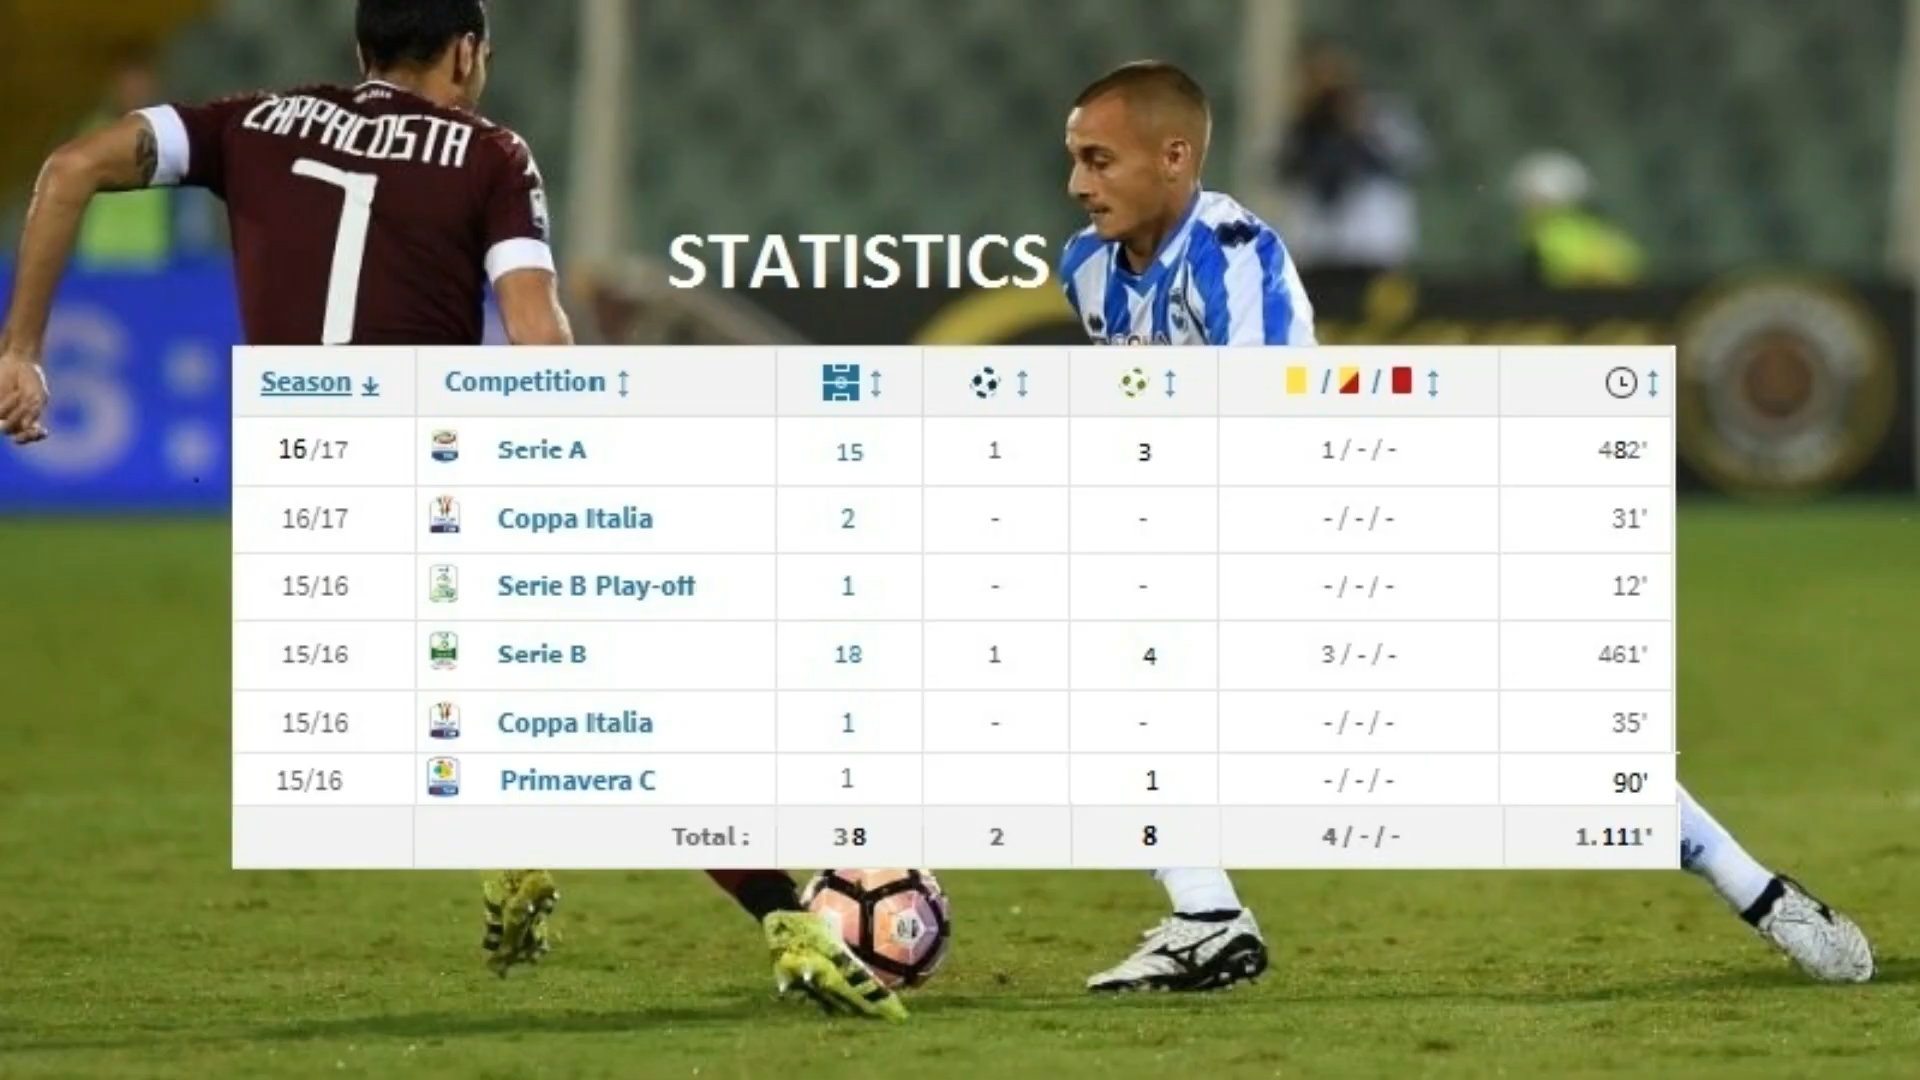 ZAPPACOSTA
7
STATISTICS
Season Competition / /
16/17 Serie A 15 1 3 1/-/- 482'
16/17 Coppa Italia 2 - - -/-/- 31'
15/16 Serie B Play-off 1 - - -/-/- 12'
15/16 Serie B 18 1 4 3/-/- 461'
15/16 Coppa Italia 1 - - -/-/- 35'
15/16 Primavera C 1 1 -/-/- 90'
Total : 38 2 8 4/-/- 1.111'